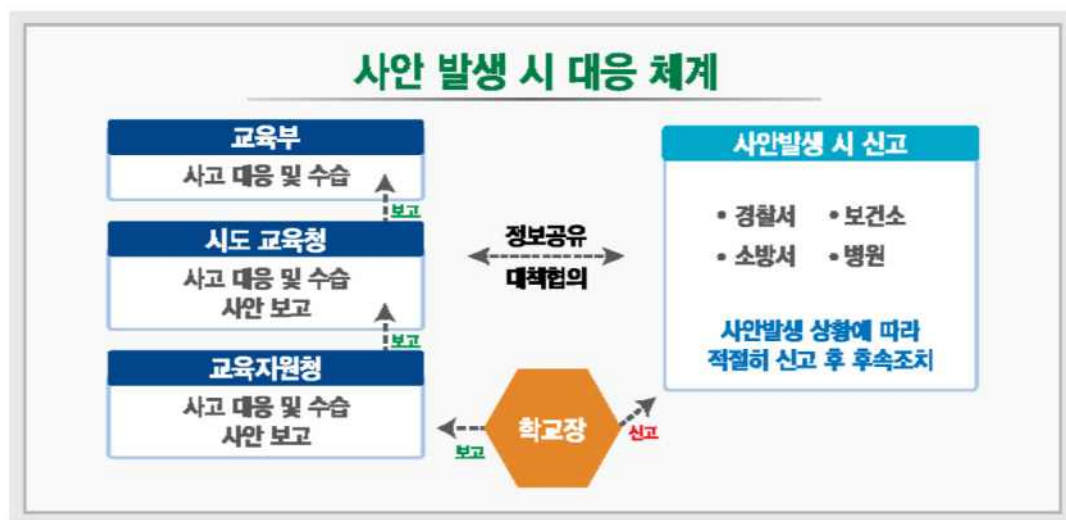 사안 발생 시 대응 체계
교육부
사고 대응 및 수습
보고
시도 교육청
사고 대응 및 수습
사안 보고
보고
교육지원청
사고 대응 및 수습
사안 보고
보고
학교장
신고
정보공유
대책협의
사안발생 시 신고
• 경찰서 • 보건소
• 소방서 • 병원
사안발생 상황에 따라
적절히 신고 후 후속조치